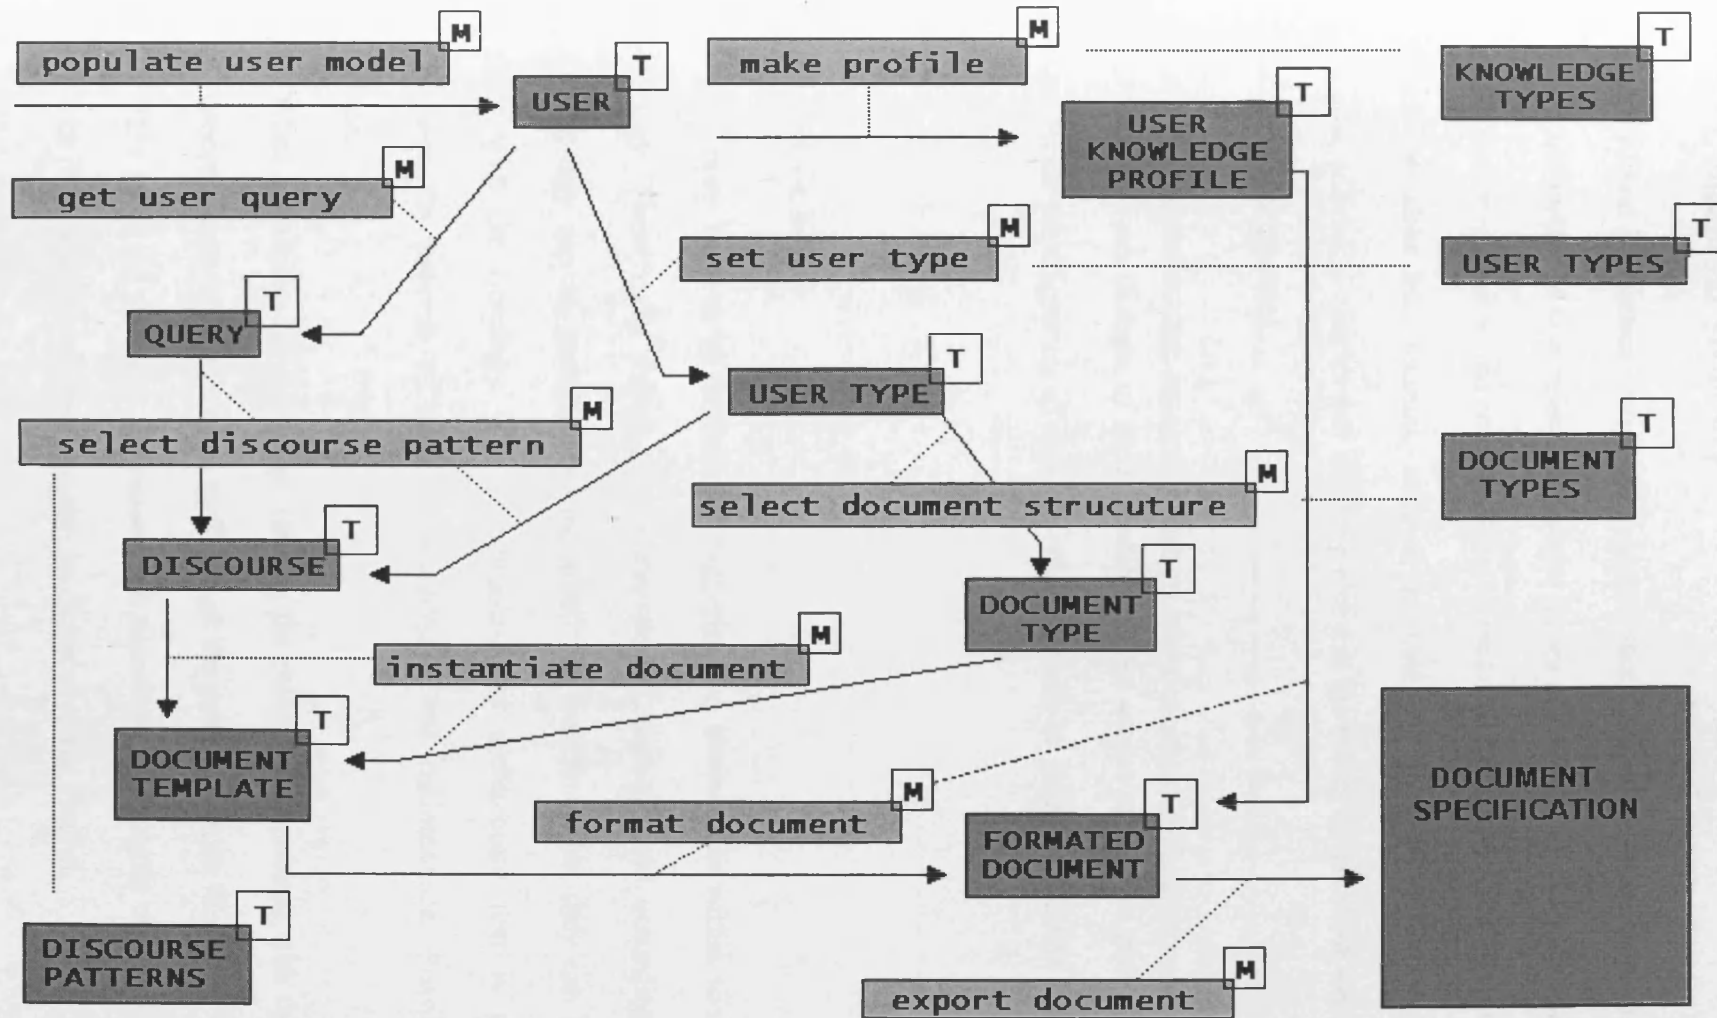 M
populate user model
T
USER
M
make profile
T
USER
KNOWLEDGE
PROFILE
T
KNOWLEDGE
TYPES
M
get user query
M
set user type
T
USER TYPES
T
QUERY
T
USER TYPE
M
select discourse pattern
T
DOCUMENT
TYPES
M
select document strucuture
T
DISCOURSE
T
DOCUMENT
TYPE
M
instantiate document
T
DOCUMENT
TEMPLATE
M
format document
T
FORMATED
DOCUMENT
DOCUMENT
SPECIFICATION
T
DISCOURSE
PATTERNS
M
export document